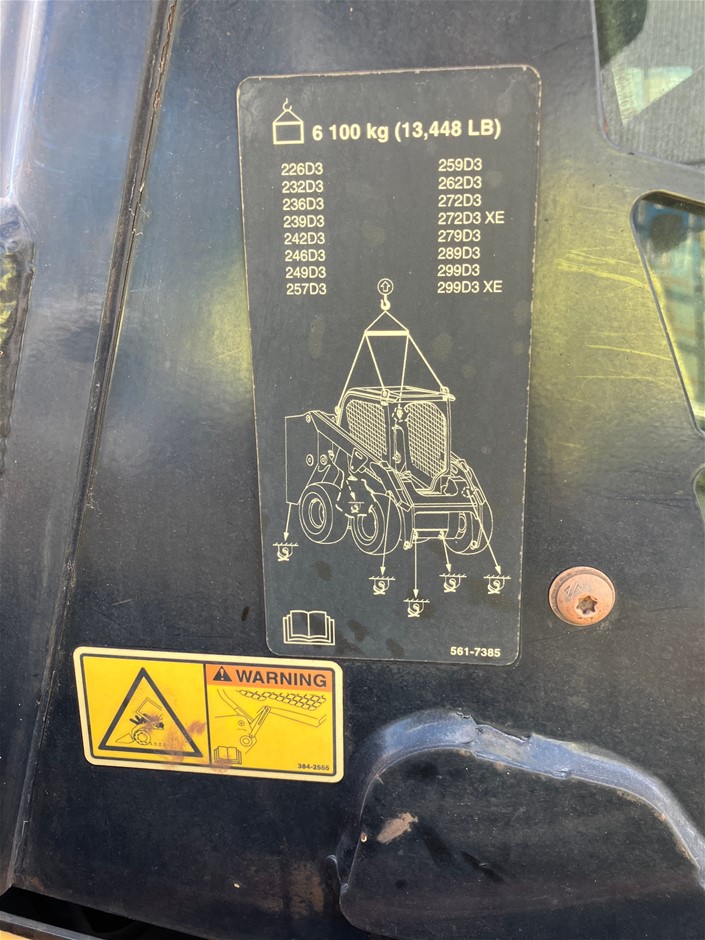 6 100 kg (13,448 LB)
226D3
232D3
236D3
239D3
242D3
246D3
249D3
257D3
259D3
262D3
272D3
272D3 XE
279D3
289D3
299D3
299D3 XE
561-7385
WARNING
384-2555